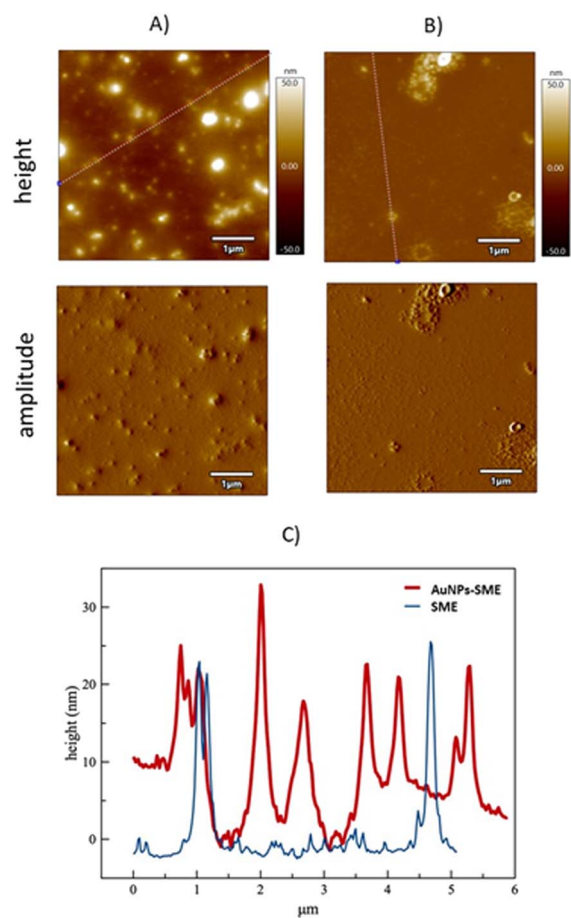 A)
B)
height
nm
50.0
0.00
-50.0
1µm
nm
50.0
0.00
-50.0
1µm
amplitude
1µm
1µm
C)
AuNPs-SME
SME
height (nm)
30
20
10
0
0 1 2 3 4 5 6
µm